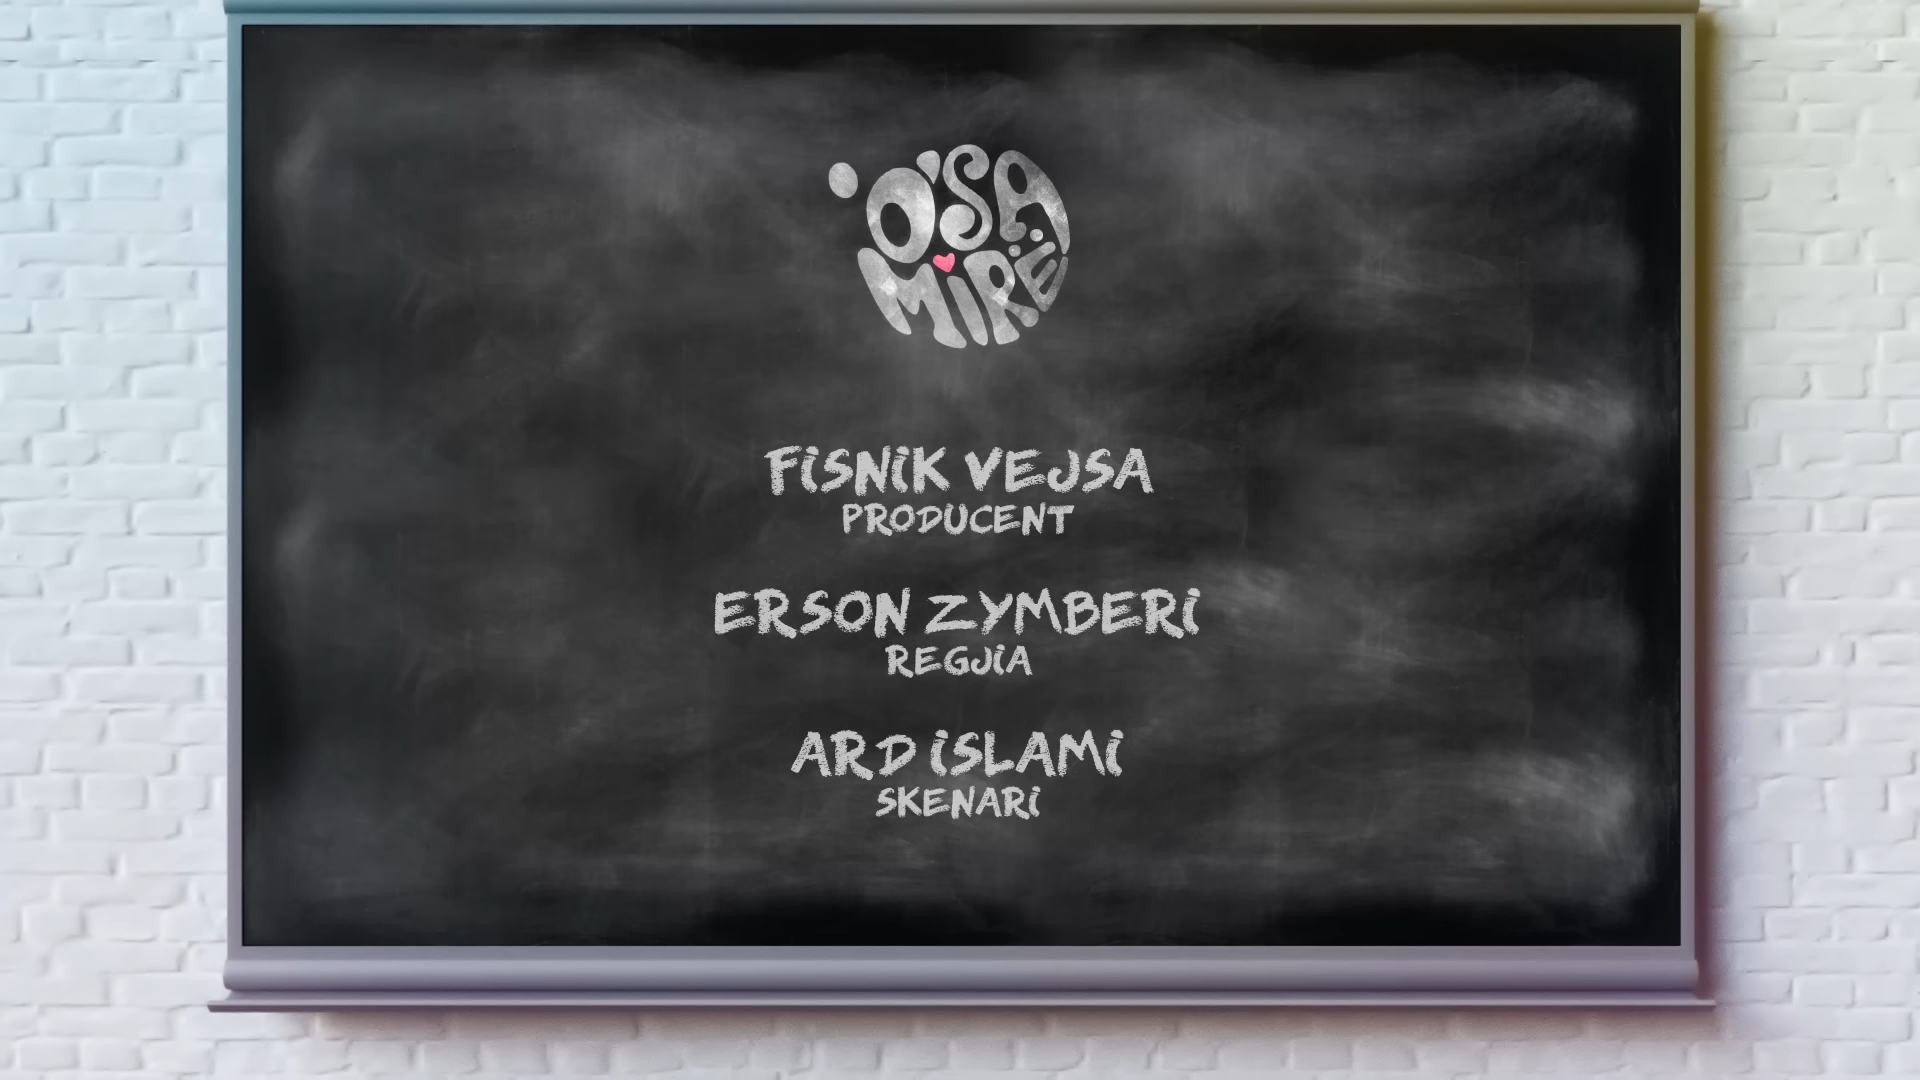 O'SA
MIRË
FISNIK VEJSA
PRODUCENT
ERSON ZYMBERI
REGJIA
ARD ISLAMI
SKENARI